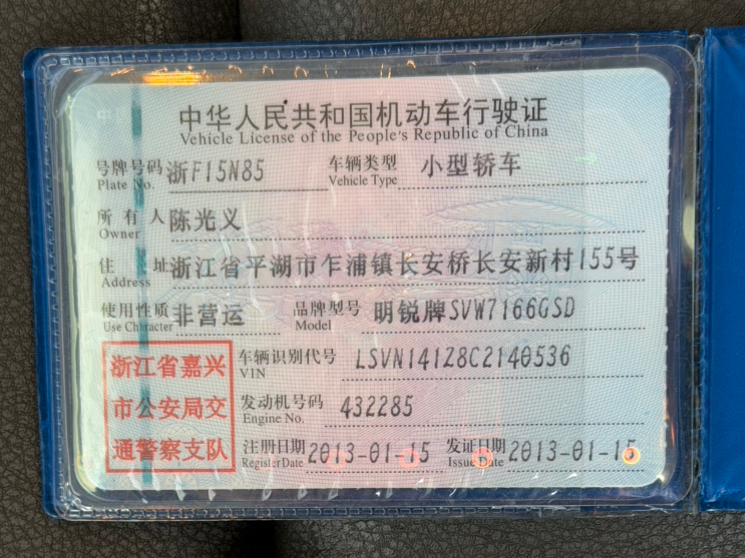 中华人民共和国机动车行驶证
Vehicle License of the People's Republic of China
号牌号码 浙F15N85 车辆类型 小型轿车
Plate No. Vehicle Type
所有人 陈光义
Owner
住址 浙江省平湖市乍浦镇长安桥长安新村155号
Address
使用性质 非营运 品牌型号 明锐牌SVW7166GSD
Use Character Model
浙江省嘉兴
市公安局交
通警察支队
车辆识别代号 LSVN141Z8C2140536
VIN
发动机号码 432285
Engine No.
注册日期 2013-01-15 发证日期 2013-01-15
Register Date Issue Date